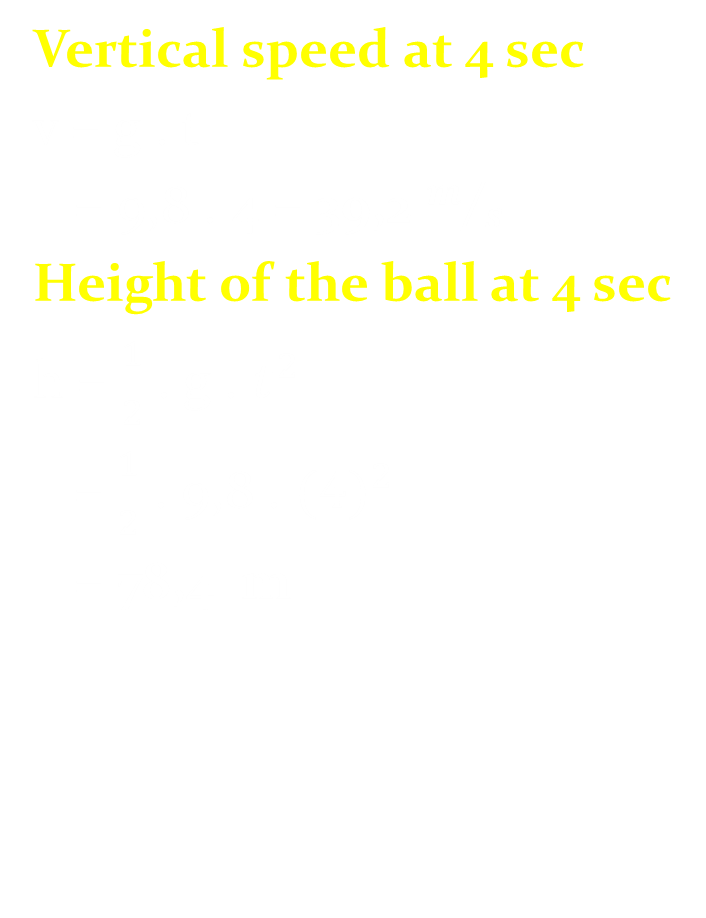 Vertical speed at 4 sec
Height of the ball at 4 sec